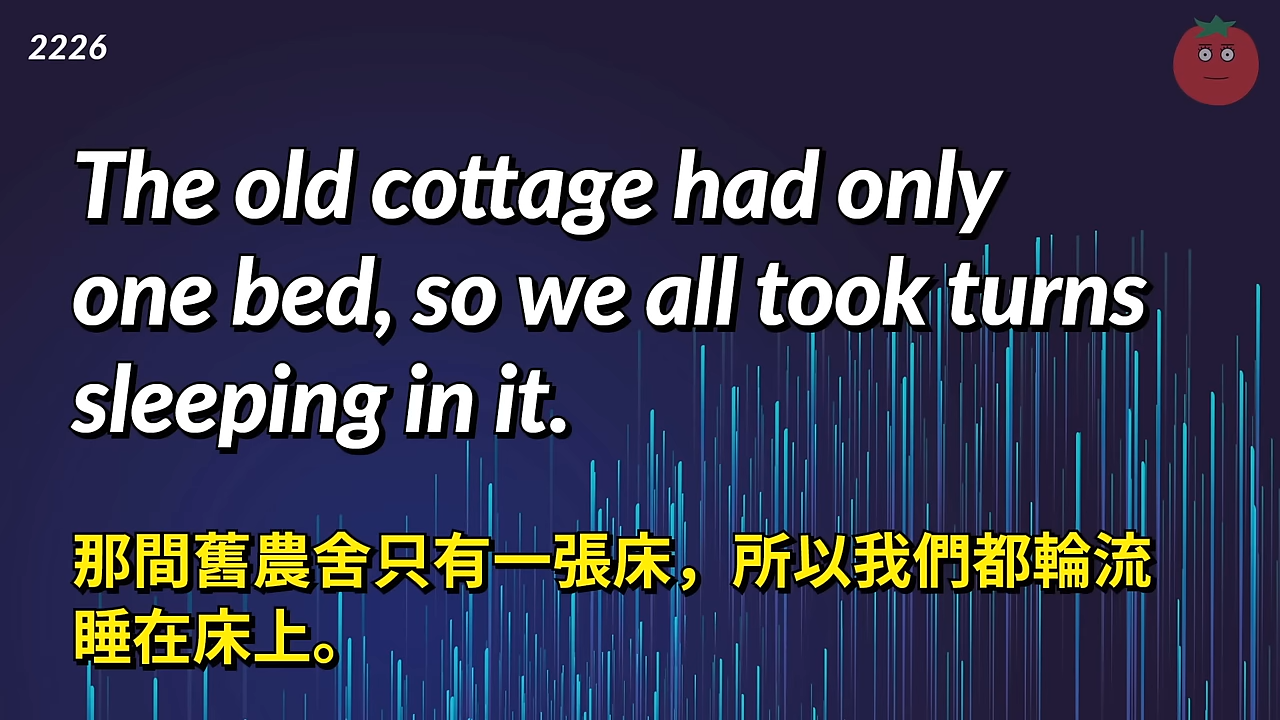 2226
The old cottage had only
one bed, so we all took turns
sleeping in it.
那間舊農舍只有一張床，所以我們都輪流
睡在床上。